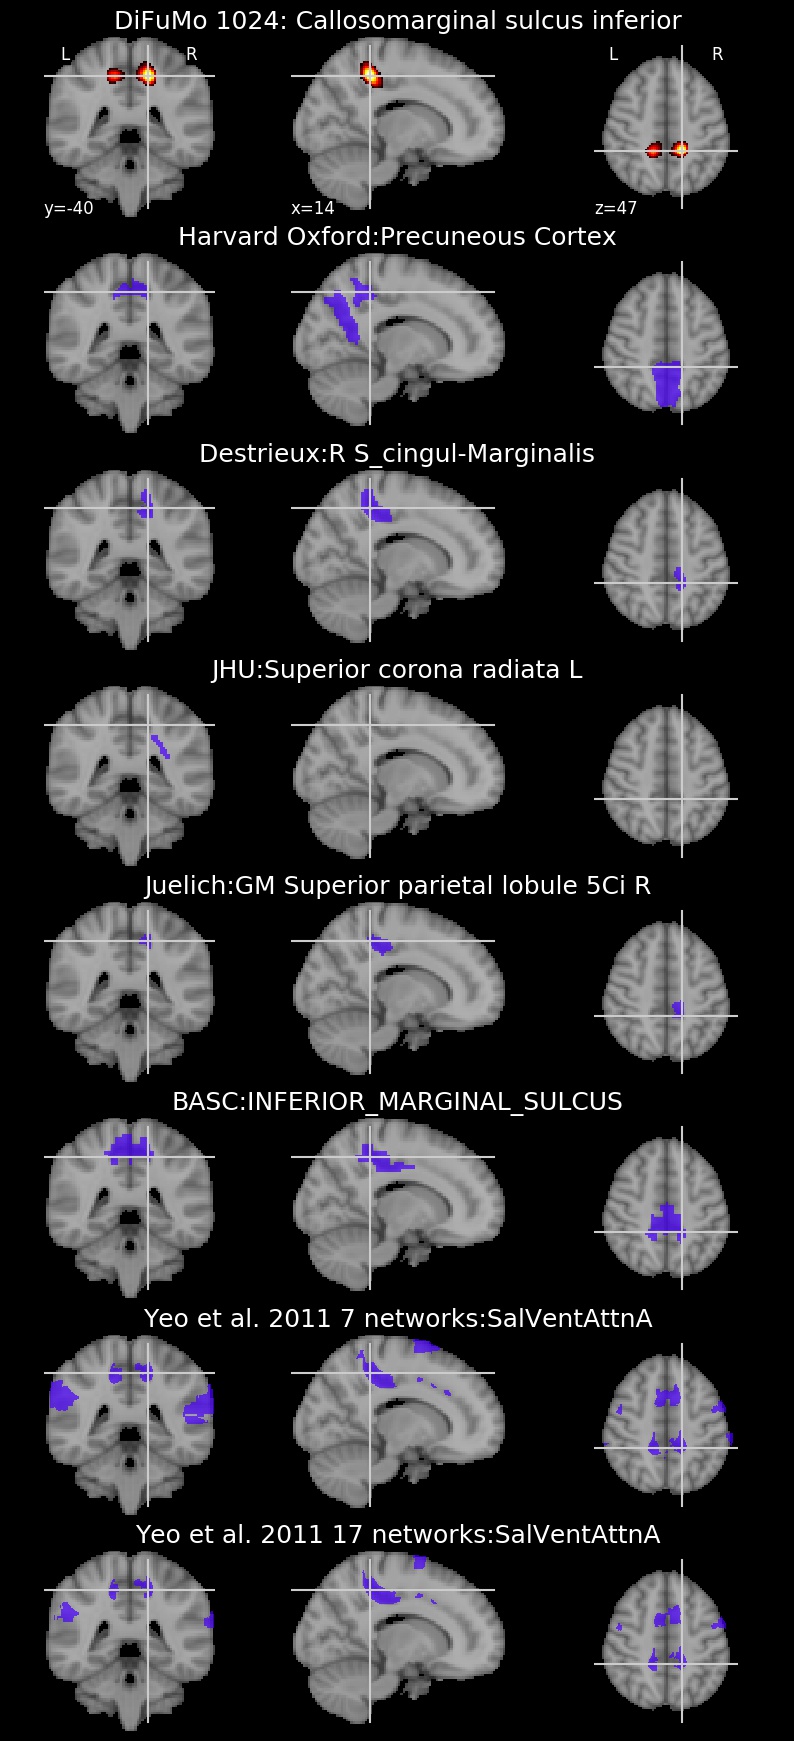 DiFuMo 1024: Callosomarginal sulcus inferior
L R L R
y=-40 x=14 z=47
Harvard Oxford:Precuneous Cortex
Destrieux:R S_cingul-Marginalis
JHU:Superior corona radiata L
Juelich:GM Superior parietal lobule 5Ci R
BASC:INFERIOR_MARGINAL_SULCUS
Yeo et al. 2011 7 networks:SalVentAttnA
Yeo et al. 2011 17 networks:SalVentAttnA